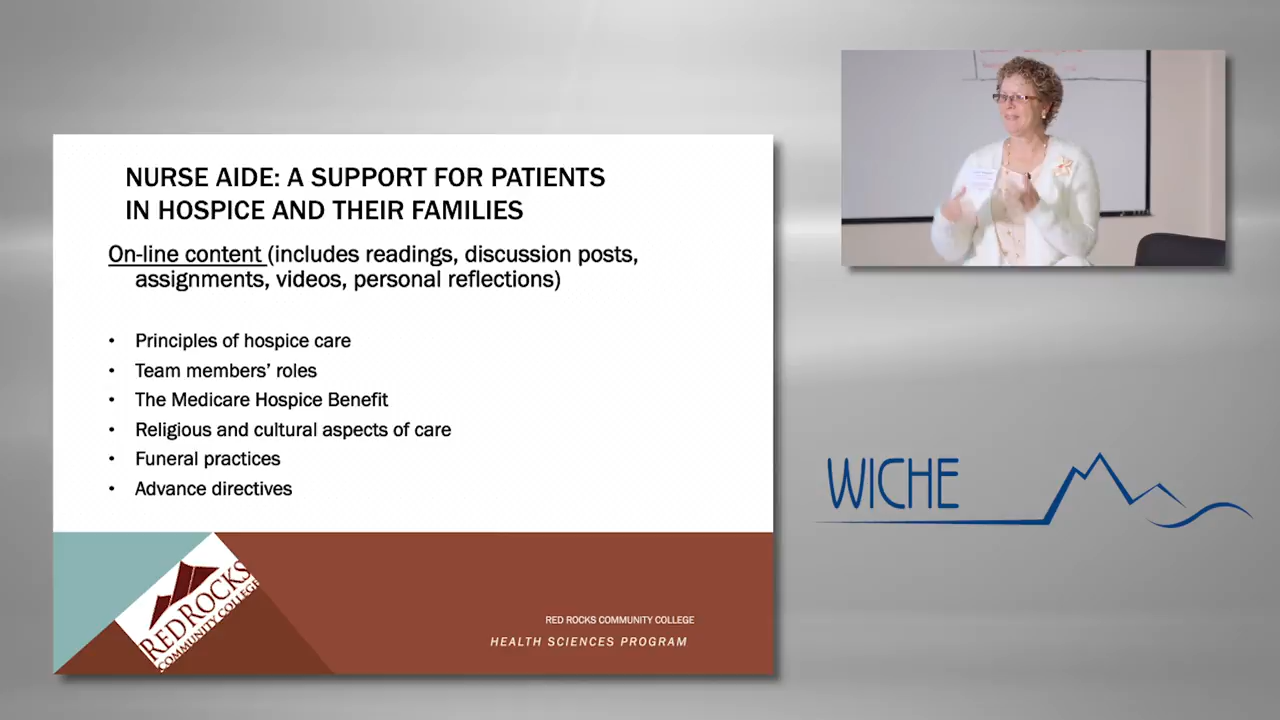 NURSE AIDE: A SUPPORT FOR PATIENTS
IN HOSPICE AND THEIR FAMILIES
On-line content (includes readings, discussion posts,
assignments, videos, personal reflections)
• Principles of hospice care
• Team members’ roles
• The Medicare Hospice Benefit
• Religious and cultural aspects of care
• Funeral practices
• Advance directives
RED ROCKS
COMMUNITY COLLEGE
RED ROCKS COMMUNITY COLLEGE
HEALTH SCIENCES PROGRAM
WICHE